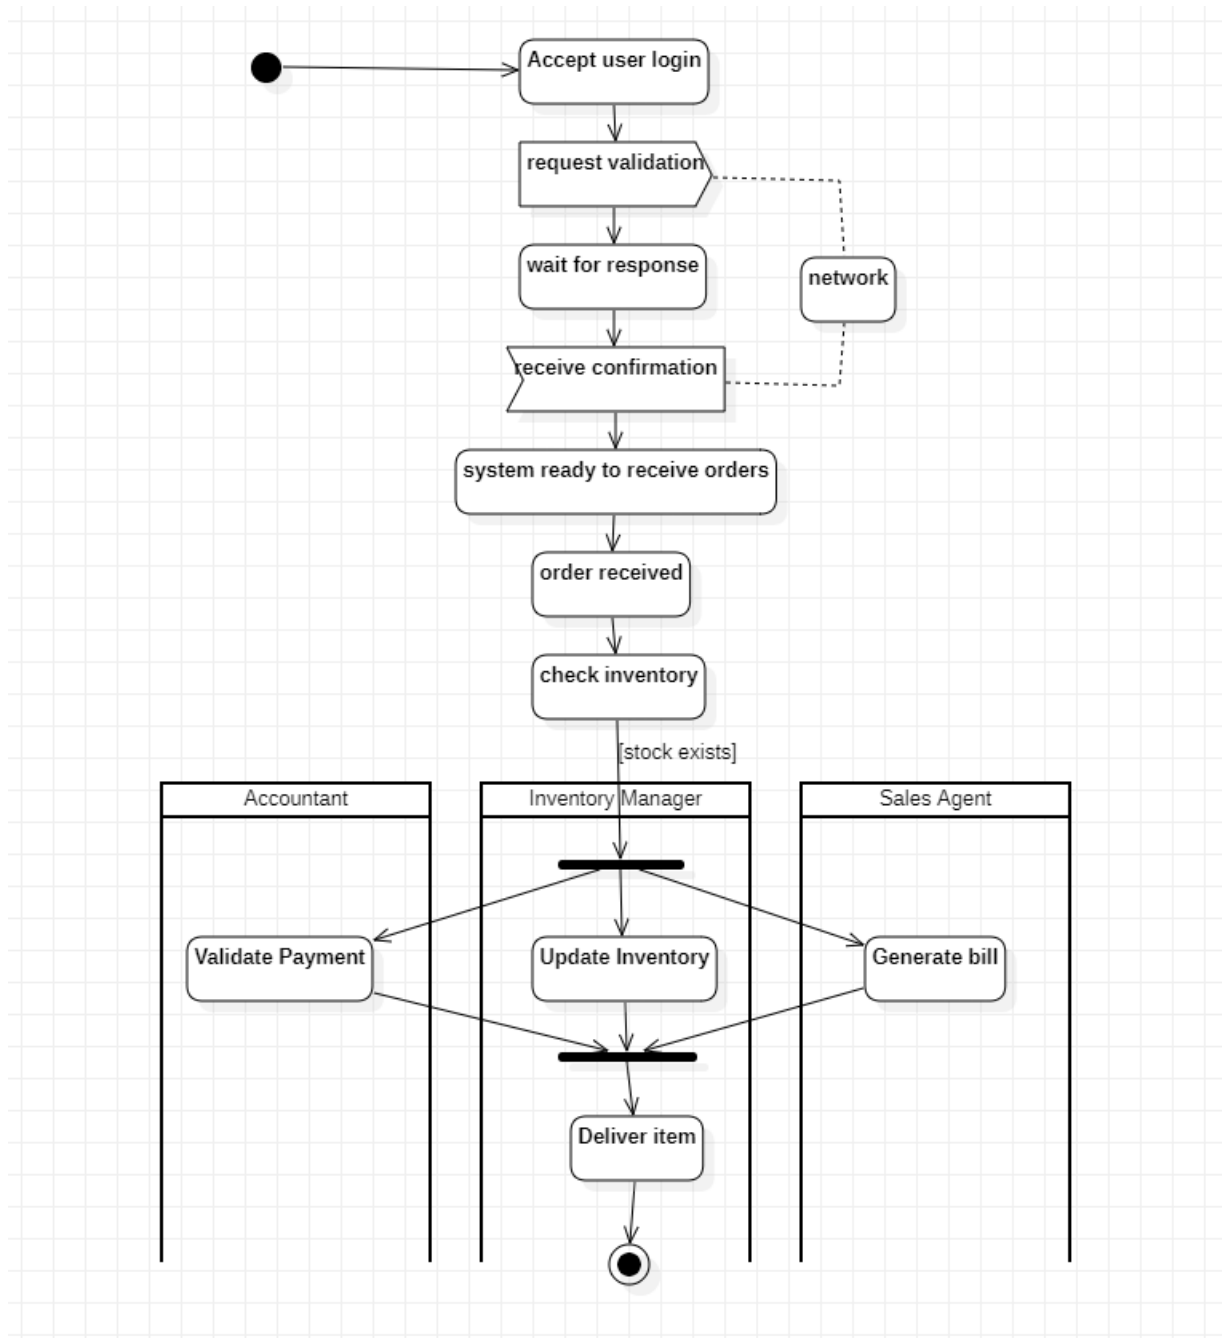 Accept user login
request validation
wait for response
network
receive confirmation
system ready to receive orders
order received
check inventory
[stock exists]
Accountant
Inventory Manager
Sales Agent
Validate Payment
Update Inventory
Generate bill
Deliver item